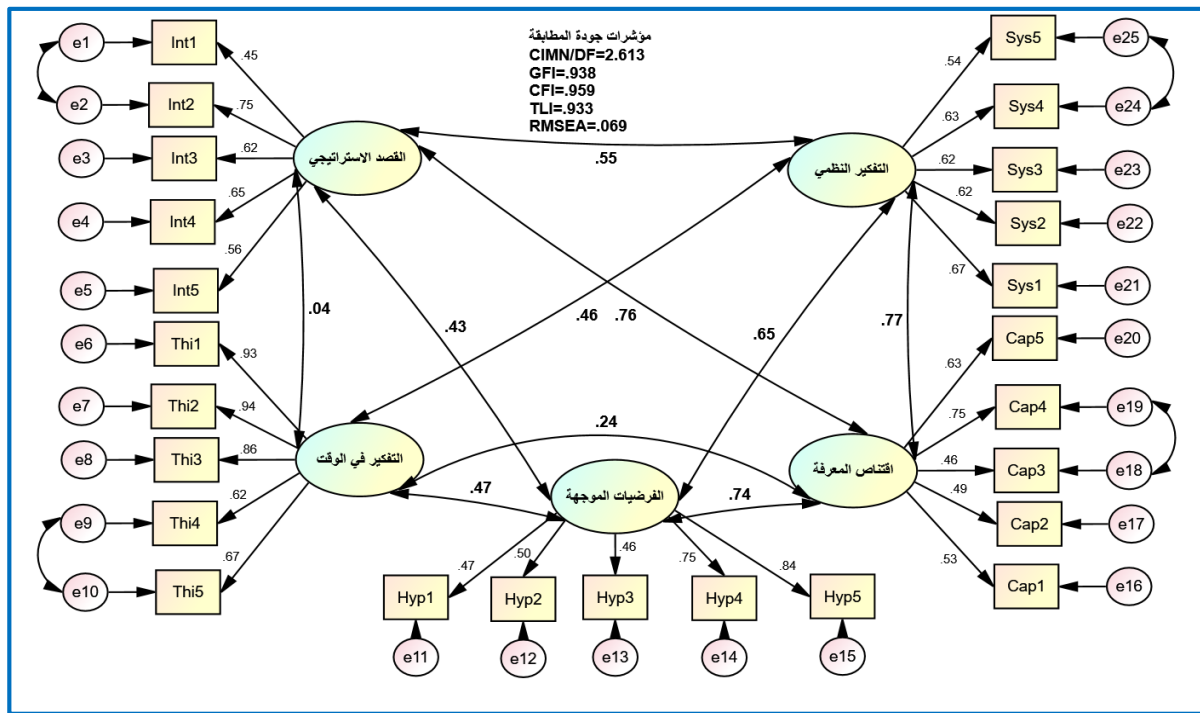 مؤشرات جودة المطابقة
CIMN/DF=2.613
GFI=.938
CFI=.959
TLI=.933
RMSEA=.069
e1
Int1
.45
e2
Int2
.75
e3
Int3
.62
e4
Int4
.65
e5
Int5
.56
القصد الاستراتيجي
.55
التفكير النظمي
Sys5
e25
.54
Sys4
e24
.63
Sys3
e23
.62
Sys2
e22
.62
Sys1
e21
.67
.04
.43
.46
.76
.65
.77
e6
Thi1
.93
e7
Thi2
.94
e8
Thi3
.86
e9
Thi4
.62
e10
Thi5
.67
التفكير في الوقت
.24
.47
الفرضيات الموجهة
.74
اقتناص المعرفة
Cap5
e20
.63
Cap4
e19
.75
Cap3
e18
.46
Cap2
e17
.49
Cap1
e16
.53
.47
.50
.46
.75
.84
Hyp1
Hyp2
Hyp3
Hyp4
Hyp5
e11
e12
e13
e14
e15